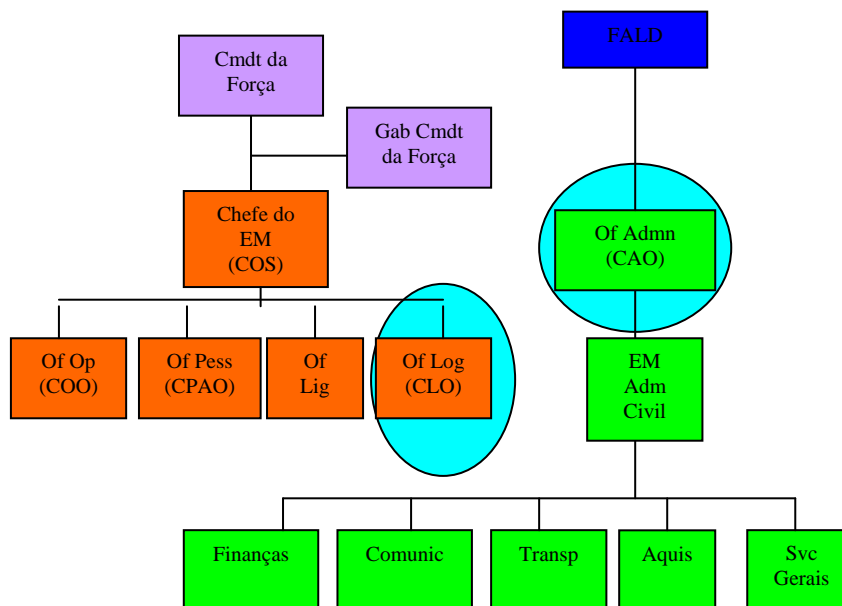 FALD
Cmdt da
Força
Gab Cmdt
da Força
Chefe do
EM
(COS)
Of Admn
(CAO)
Of Op
(COO)
Of Pess
(CPAO)
Of
Lig
Of Log
(CLO)
EM
Adm
Civil
Finanças
Comunic
Transp
Aquis
Svc
Gerais